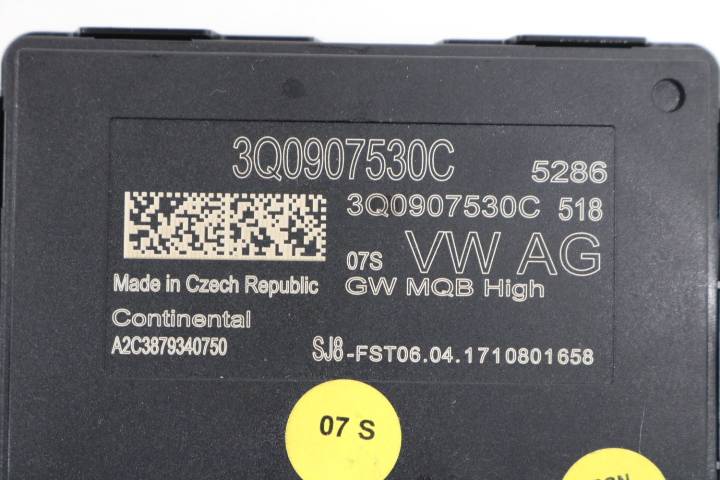 3Q0907530C
5286
3Q0907530C 518
07S VW AG
Made in Czech Republic
GW MQB High
Continental
A2C3879340750
SJ8-FST06.04.1710801658
07 S